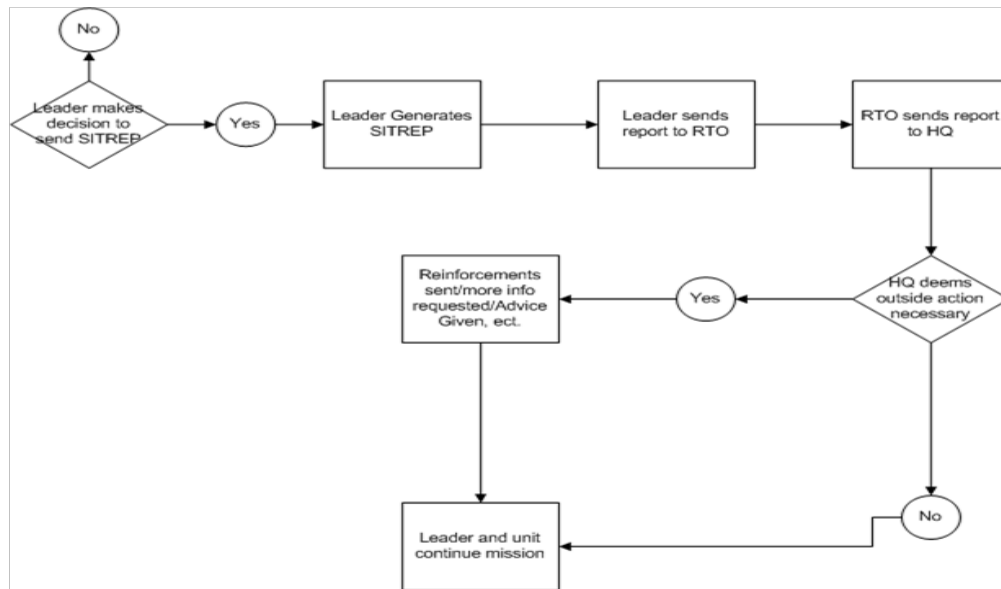 No
Leader makes
decision to
send SITREP
Yes
Leader Generates
SITREP
Leader sends
report to RTO
RTO sends report
to HQ
Reinforcements
sent/more info
requested/Advice
Given, ect.
Yes
HQ deems
outside action
necessary
No
Leader and unit
continue mission